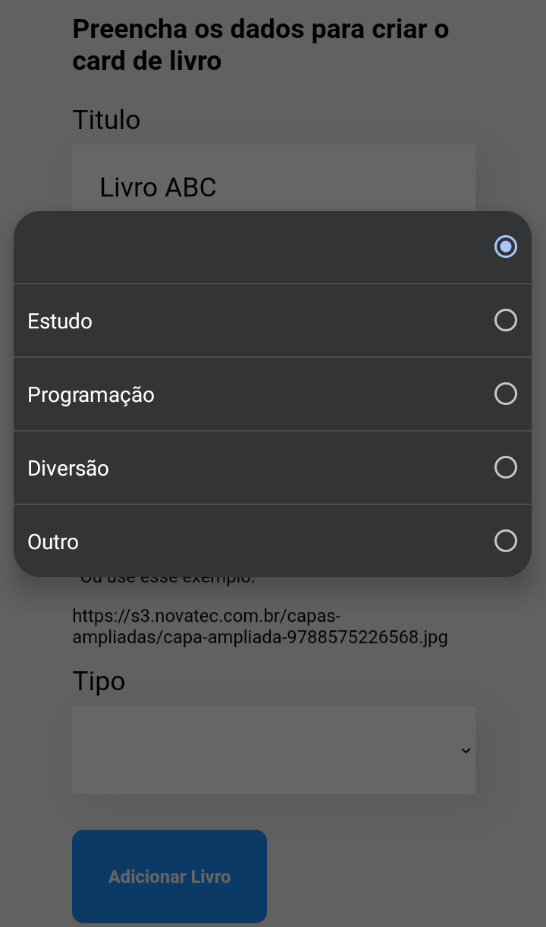 Preencha os dados para criar o
card de livro
Titulo
Livro ABC
Estudo
Programação
Diversão
Outro
Ou use esse exemplo:
https://s3.novatec.com.br/capas-
ampliadas/capa-ampliada-9788575226568.jpg
Tipo
Adicionar Livro